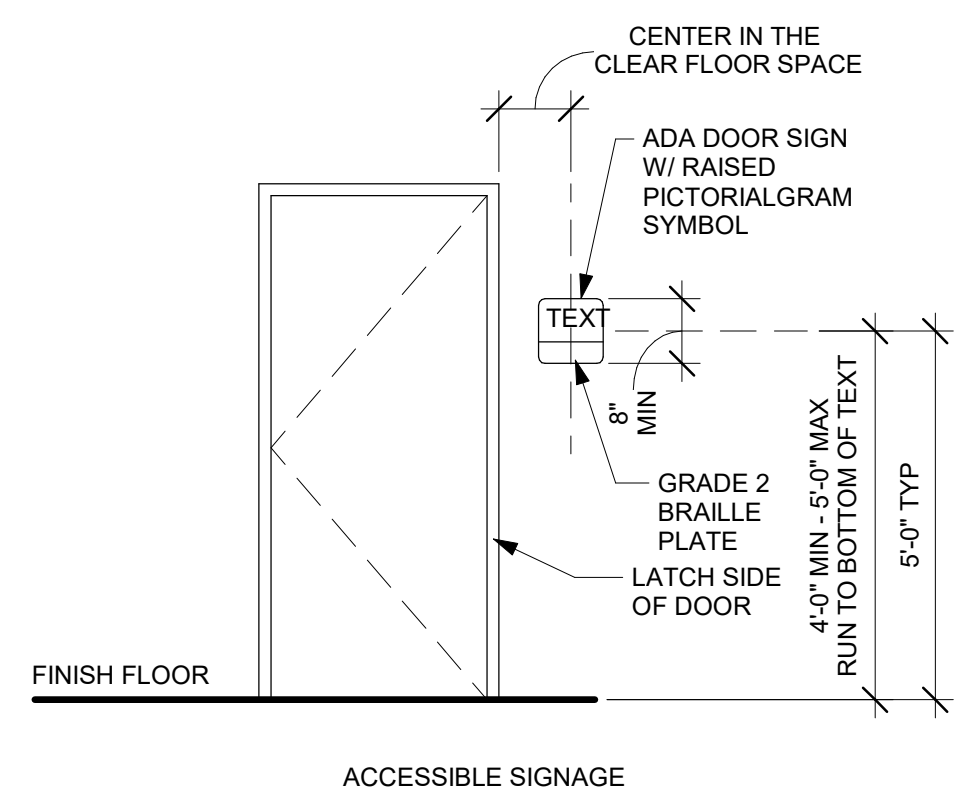 CENTER IN THE
CLEAR FLOOR SPACE
ADA DOOR SIGN
W/ RAISED
PICTORIALGRAM
SYMBOL
TEXT
8"
MIN
4'-0" MIN - 5'-0" MAX
RUN TO BOTTOM OF TEXT
5'-0" TYP
GRADE 2
BRAILLE
PLATE
LATCH SIDE
OF DOOR
FINISH FLOOR
ACCESSIBLE SIGNAGE